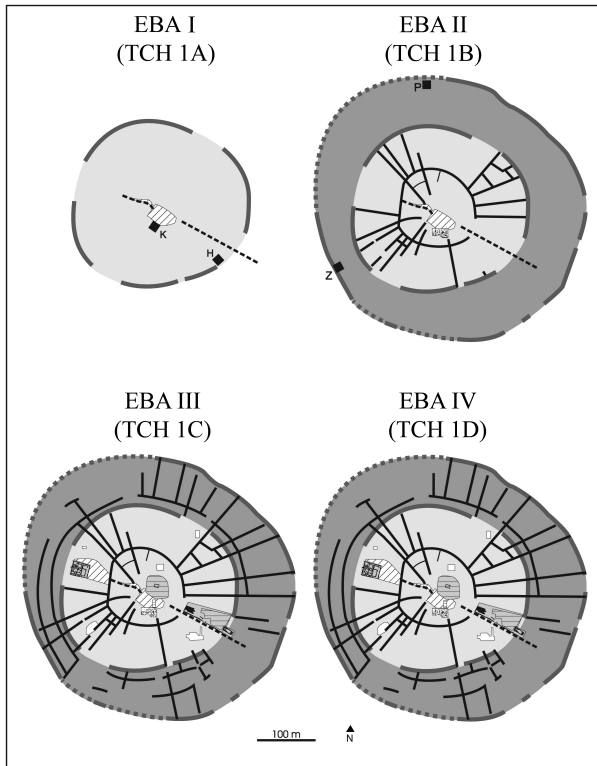 EBA I
(TCH 1A)
EBA II
(TCH 1B)
P
K
H
Z
EBA III
(TCH 1C)
EBA IV
(TCH 1D)
100 m
N